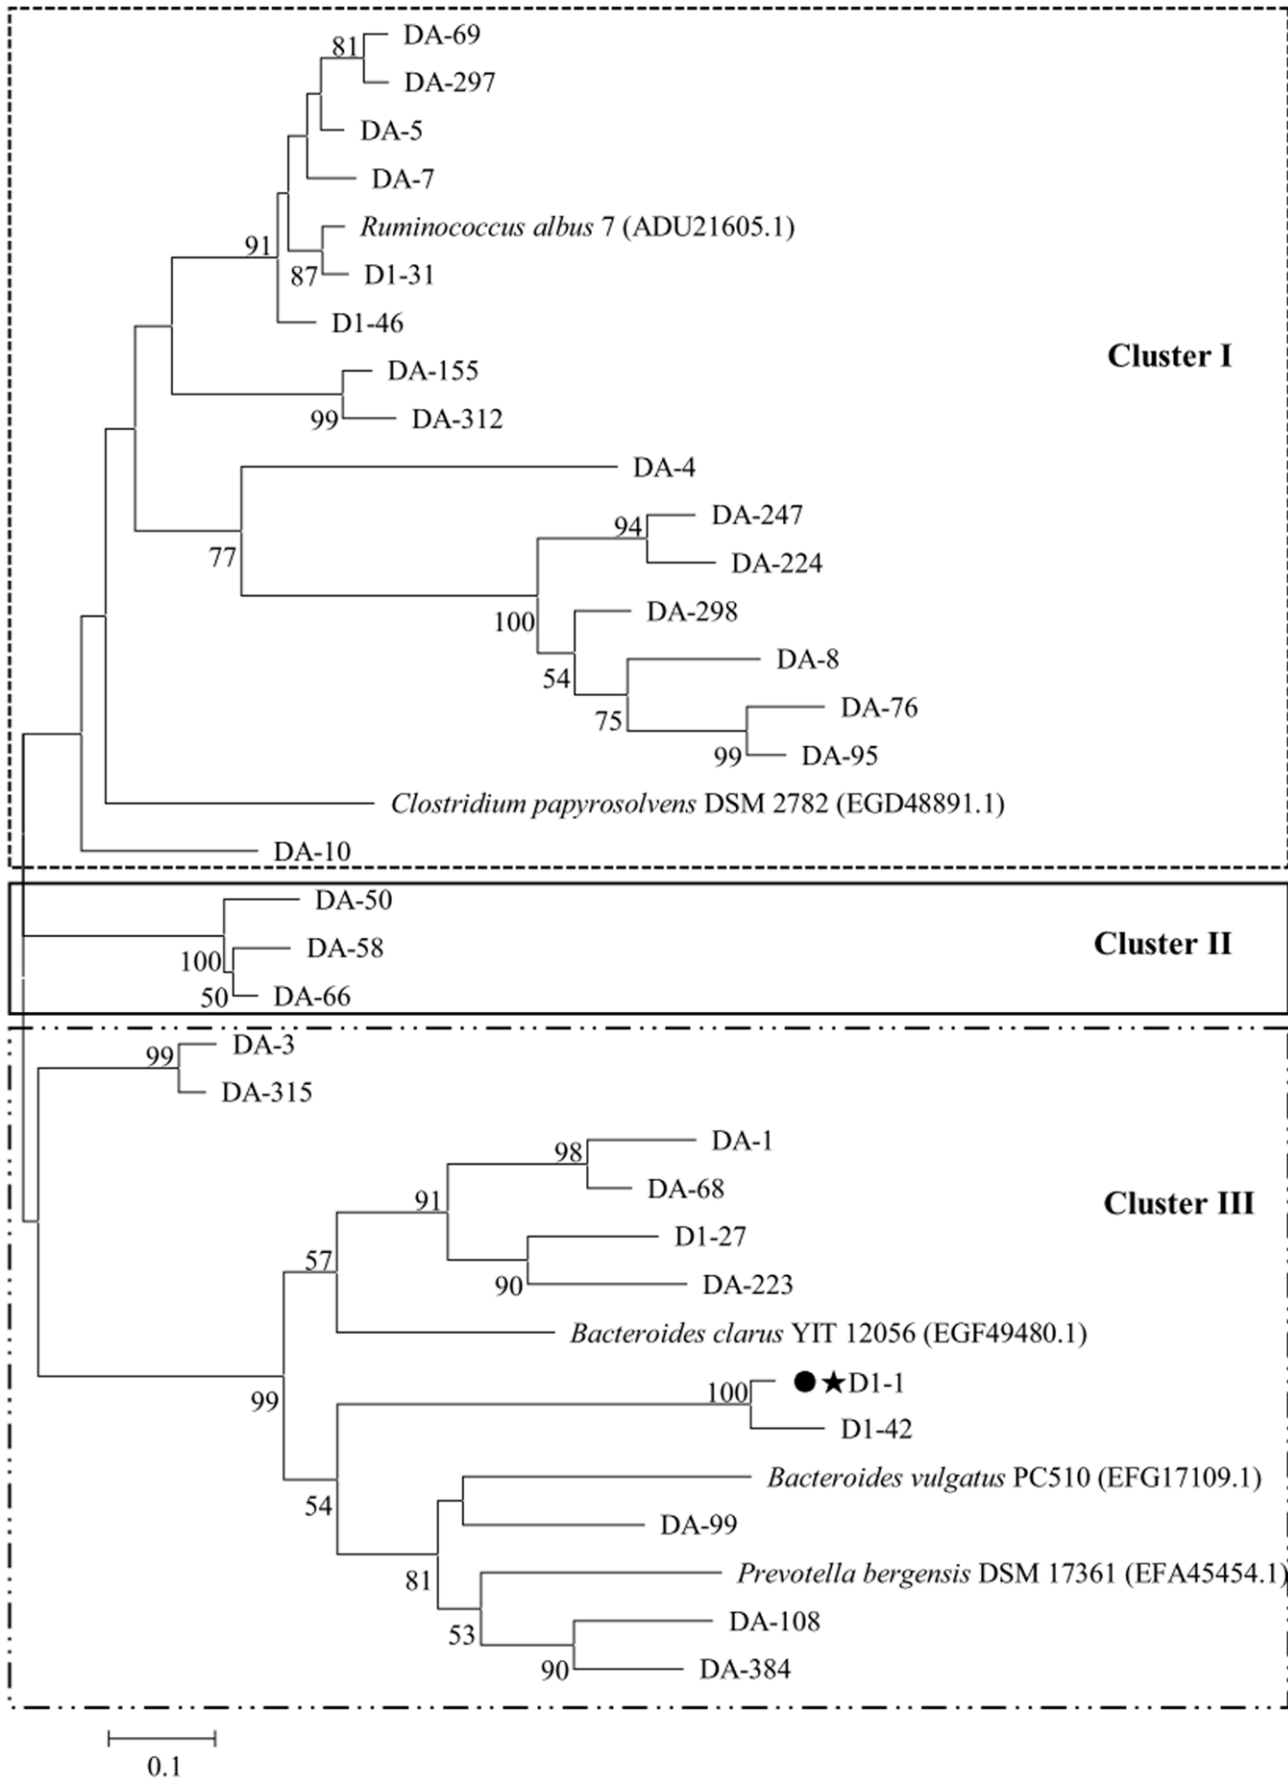 DA-69
81
DA-297
DA-5
DA-7
Ruminococcus albus 7 (ADU21605.1)
91
87
D1-31
D1-46
Cluster I
DA-155
99
DA-312
DA-4
DA-247
94
77
DA-224
DA-298
100
DA-8
54
DA-76
75
99
DA-95
Clostridium papyrosolvens DSM 2782 (EGD48891.1)
DA-10
DA-50
Cluster II
DA-58
100
50
DA-66
DA-3
99
DA-315
DA-1
98
DA-68
91
Cluster III
D1-27
57
90
DA-223
Bacteroides clarus YIT 12056 (EGF49480.1)
100
●★D1-1
99
D1-42
Bacteroides vulgatus PC510 (EFG17109.1)
54
DA-99
Prevotella bergensis DSM 17361 (EFA45454.1)
81
DA-108
53
90
DA-384
0.1